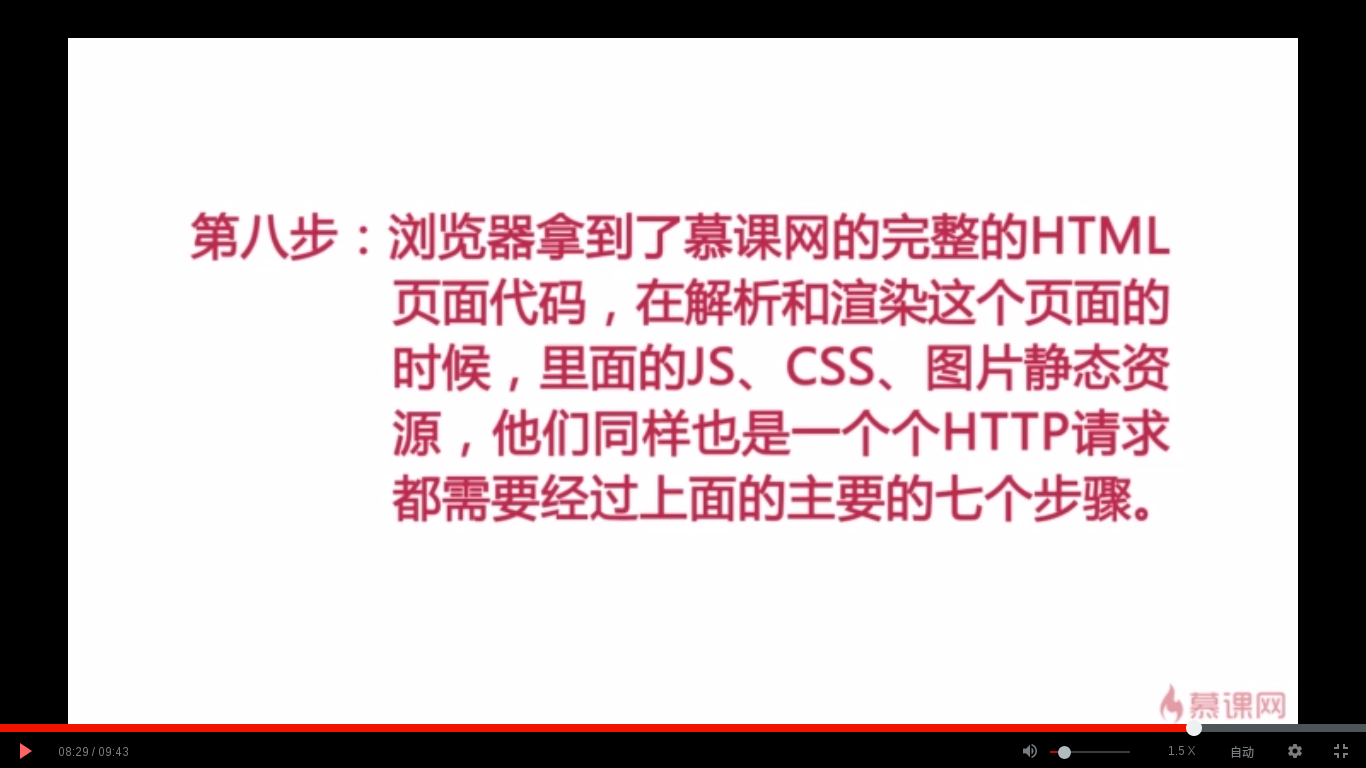 第八步：浏览器拿到了慕课网的完整的HTML
页面代码，在解析和渲染这个页面的
时候，里面的JS、CSS、图片静态资
源，他们同样也是一个个HTTP请求
都需要经过上面的主要的七个步骤。
慕课网
08:29 / 09:43
1.5 X
自动